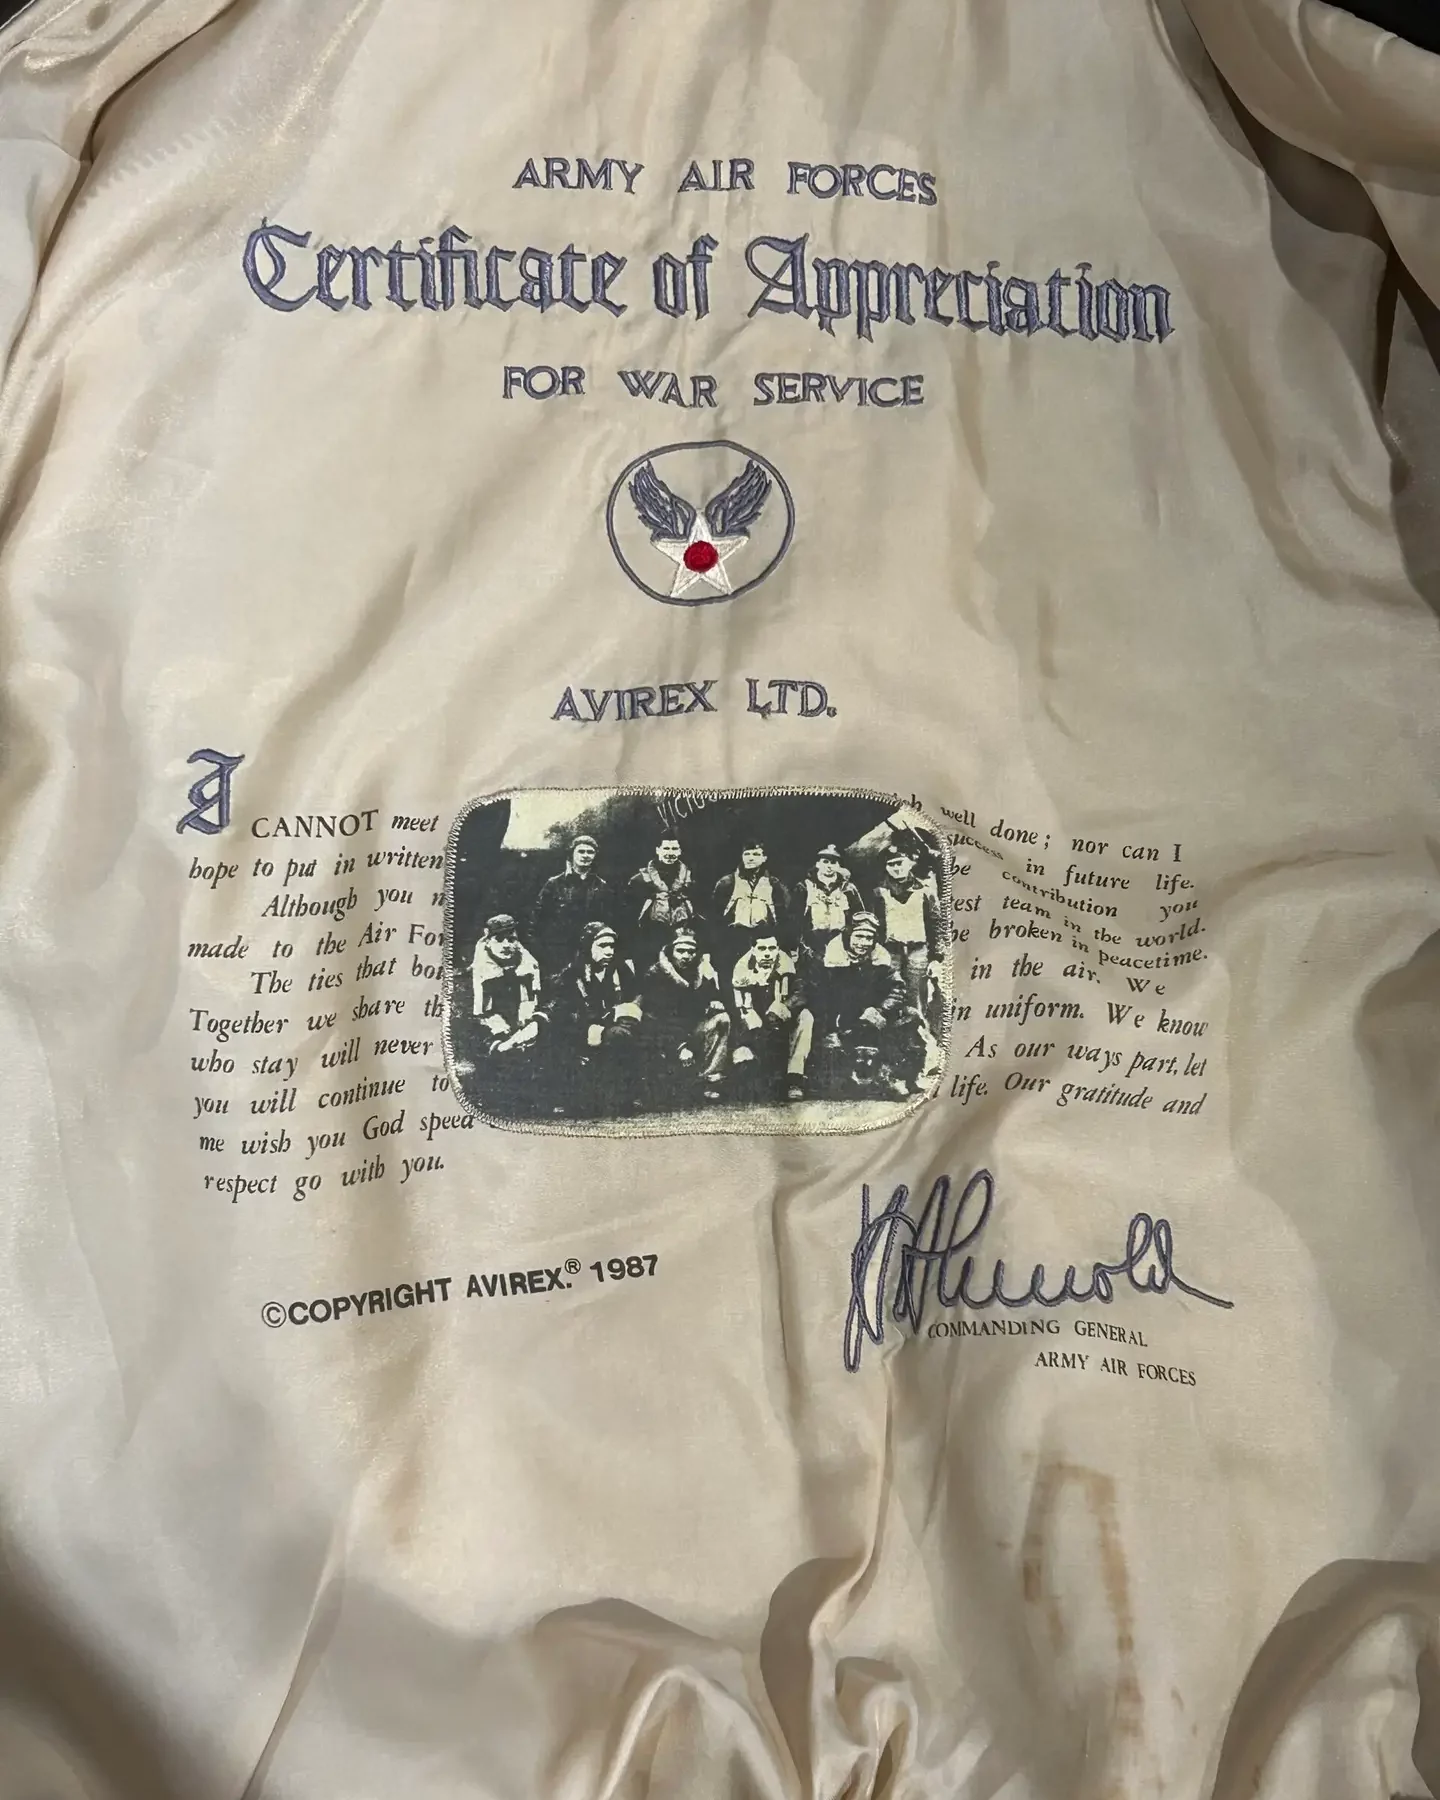 ARMY AIR FORCES
Certificate of Appreciation
FOR WAR SERVICE
AVIREX LTD.
I CANNOT meet well done; nor can I
hope to put in written success in future life.
Although you contribution you
made to the Air team in the world.
The ties that broken in peacetime.
Together we share in the air. We
who stay will never in uniform. We know
you will continue to As our ways part, let
me wish you God speed life. Our gratitude and
respect go with you.
©COPYRIGHT AVIREX.® 1987
H H Arnold
COMMANDING GENERAL
ARMY AIR FORCES